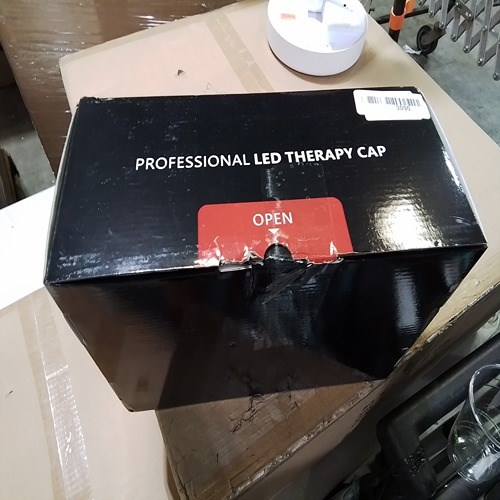 PROFESSIONAL LED THERAPY CAP
OPEN